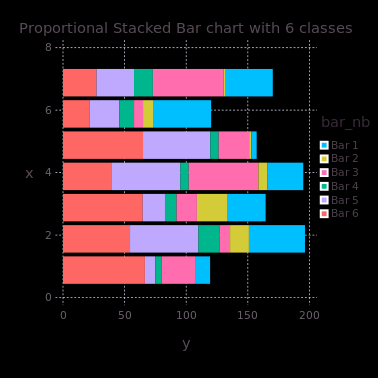 Proportional Stacked Bar chart with 6 classes
8
6
4
2
0
x
0 50 100 150 200
y
bar_nb
Bar 1
Bar 2
Bar 3
Bar 4
Bar 5
Bar 6